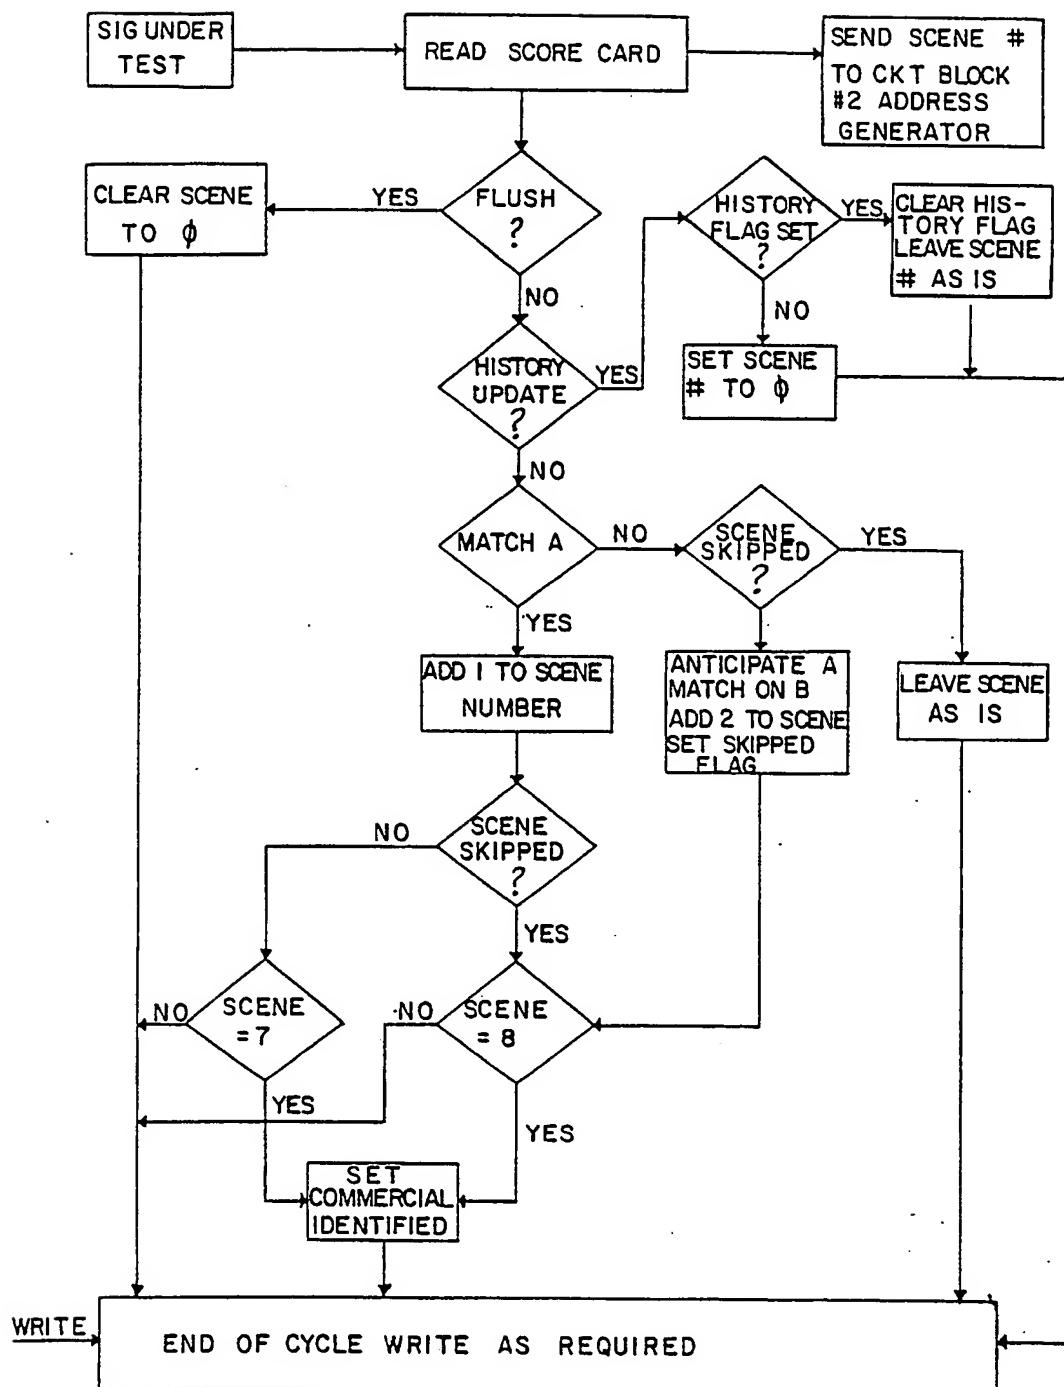 SIG UNDER
TEST
READ SCORE CARD
SEND SCENE #
TO CKT BLOCK
#2 ADDRESS
GENERATOR
CLEAR SCENE
TO ϕ
YES
FLUSH
?
NO
HISTORY
FLAG SET
?
YES
CLEAR HIS-
TORY FLAG
LEAVE SCENE
# AS IS
NO
SET SCENE
# TO ϕ
HISTORY
UPDATE
?
YES
NO
MATCH A
NO
SCENE
SKIPPED
?
YES
YES
ADD 1 TO SCENE
NUMBER
ANTICIPATE A
MATCH ON B
ADD 2 TO SCENE
SET SKIPPED
FLAG
LEAVE SCENE
AS IS
NO
SCENE
SKIPPED
?
YES
NO
SCENE
= 7
NO
SCENE
= 8
YES
YES
SET
COMMERCIAL
IDENTIFIED
WRITE
END OF CYCLE WRITE AS REQUIRED